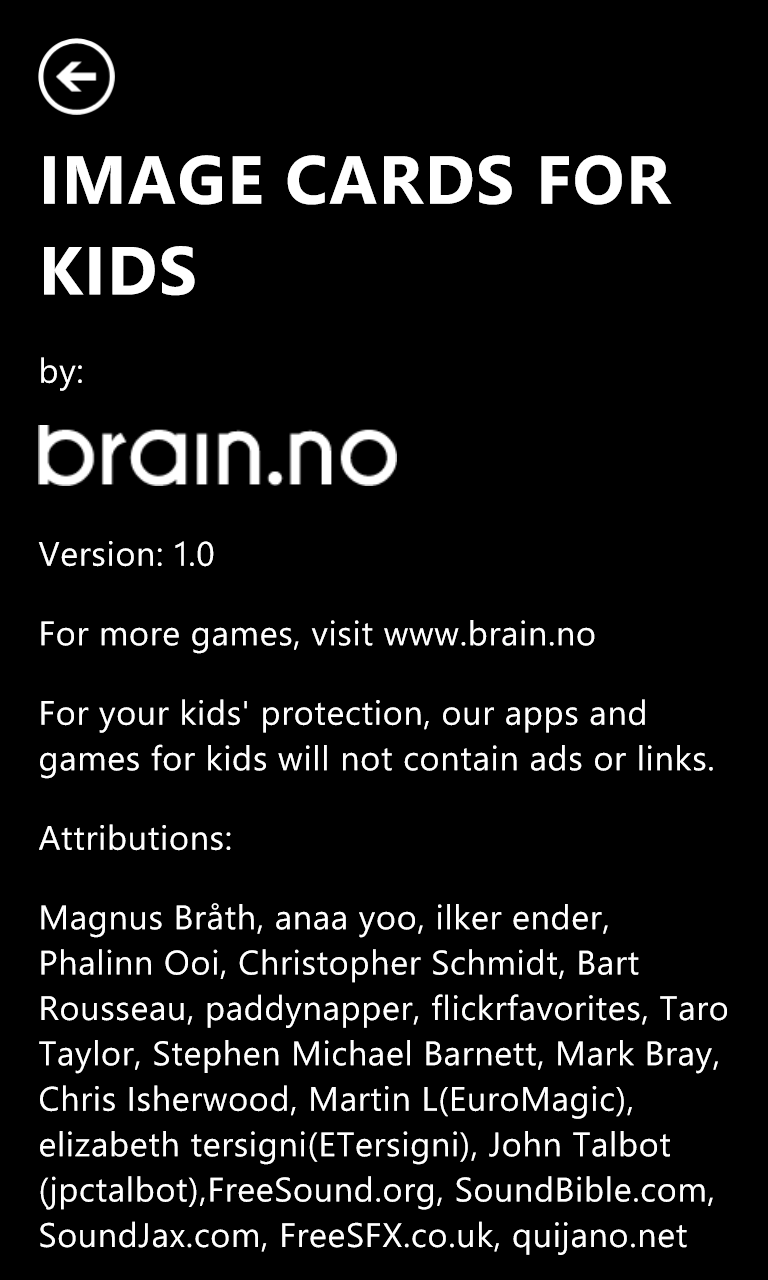 IMAGE CARDS FOR
KIDS
by:
brain.no
Version: 1.0
For more games, visit www.brain.no
For your kids' protection, our apps and
games for kids will not contain ads or links.
Attributions:
Magnus Bråth, anaa yoo, ilker ender,
Phalinn Ooi, Christopher Schmidt, Bart
Rousseau, paddynapper, flickrfavorites, Taro
Taylor, Stephen Michael Barnett, Mark Bray,
Chris Isherwood, Martin L(EuroMagic),
elizabeth tersigni(ETersigni), John Talbot
(jpctalbot),FreeSound.org, SoundBible.com,
SoundJax.com, FreeSFX.co.uk, quijano.net